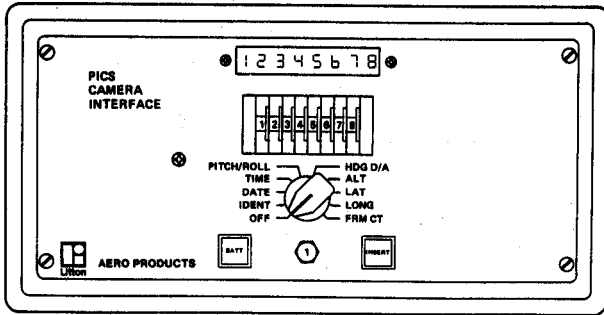 12345678
PICS
CAMERA
INTERFACE
1 2 3 4 5 6 7 8
PITCH/ROLL HDG D/A
TIME ALT
DATE LAT
IDENT LONG
OFF FRM CT
BATT 1 INSERT
Litton AERO PRODUCTS